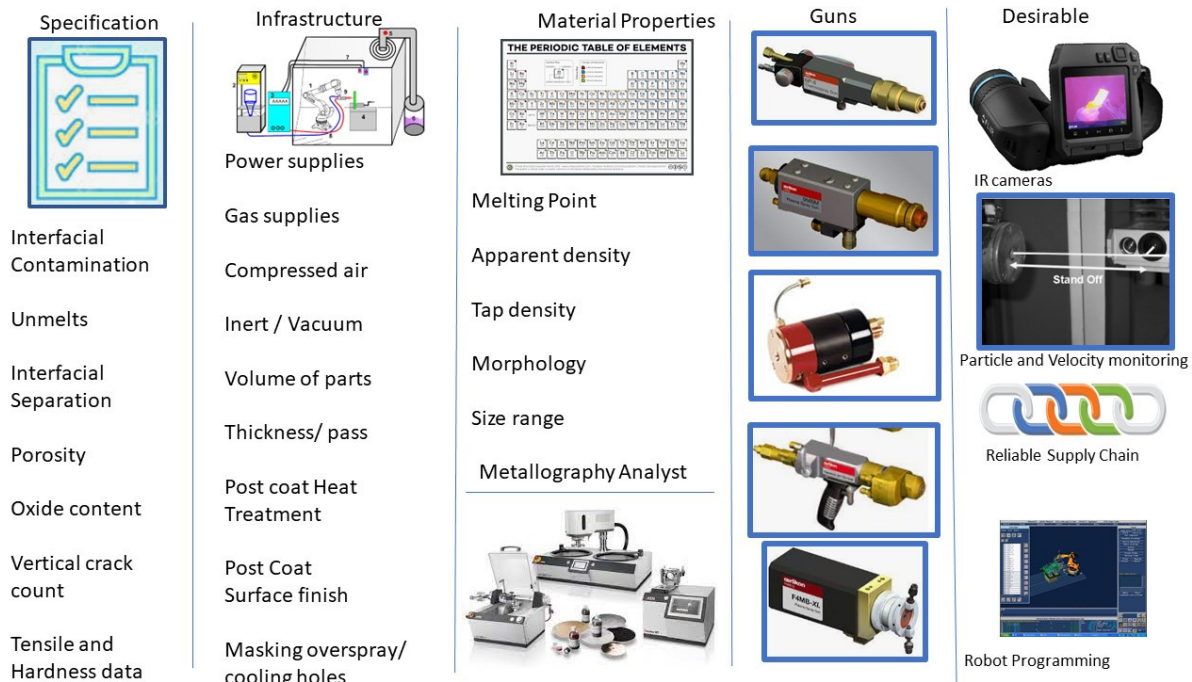 Specification
Interfacial
Contamination
Unmelts
Interfacial
Separation
Porosity
Oxide content
Vertical crack
count
Tensile and
Hardness data
Infrastructure
Power supplies
Gas supplies
Compressed air
Inert / Vacuum
Volume of parts
Thickness/ pass
Post coat Heat
Treatment
Post Coat
Surface finish
Masking overspray/
cooling holes
Material Properties
THE PERIODIC TABLE OF ELEMENTS
Melting Point
Apparent density
Tap density
Morphology
Size range
Metallography Analyst
Guns
oerlikon
F4MB-XL
Desirable
IR cameras
Stand Off
Particle and Velocity monitoring
Reliable Supply Chain
Robot Programming